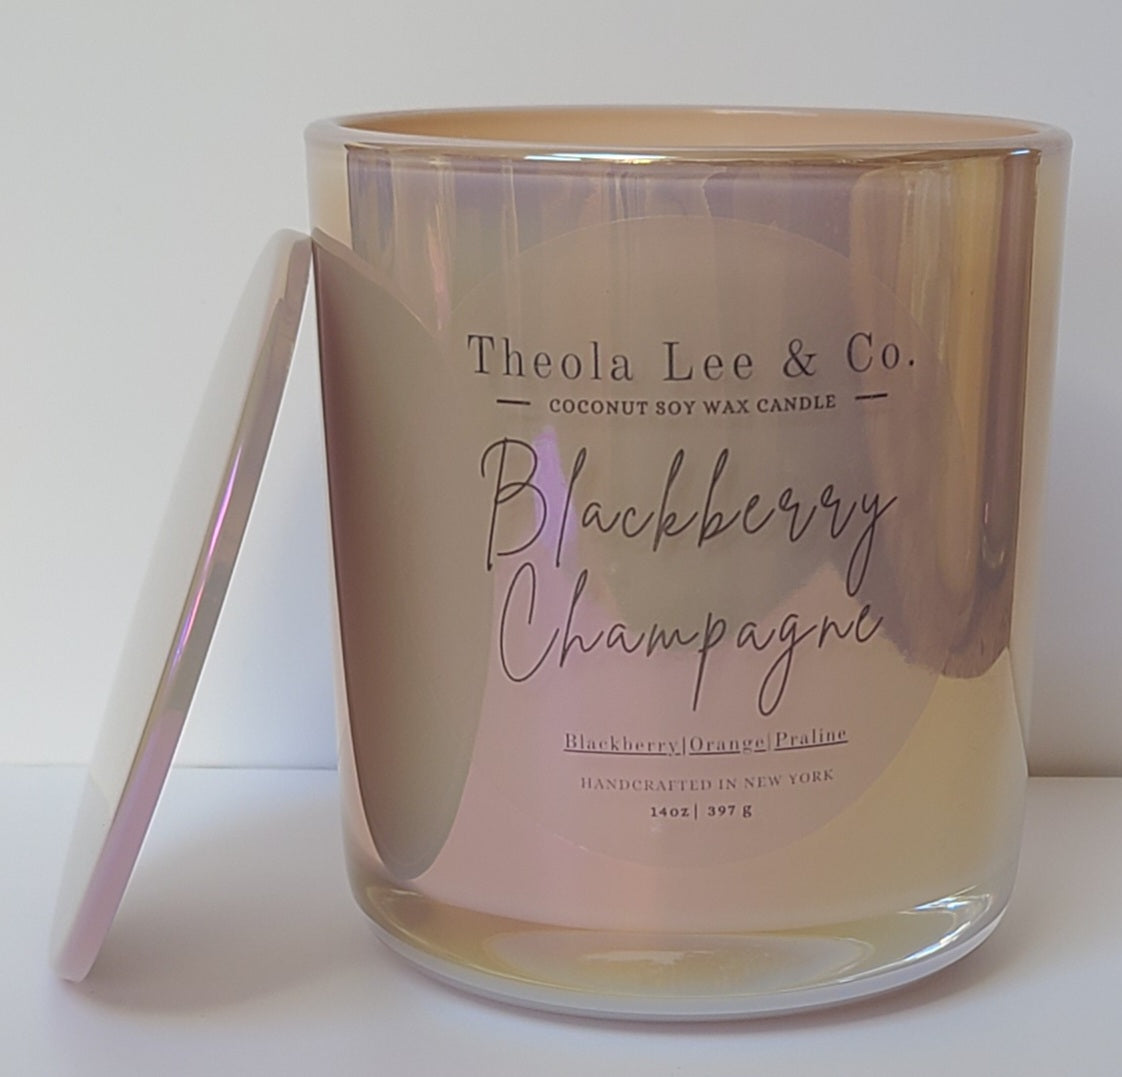 Theola Lee & Co.
COCONUT SOY WAX CANDLE
Blackberry
Champagne
Blackberry|Orange|Praline
HANDCRAFTED IN NEW YORK
14oz| 397 g